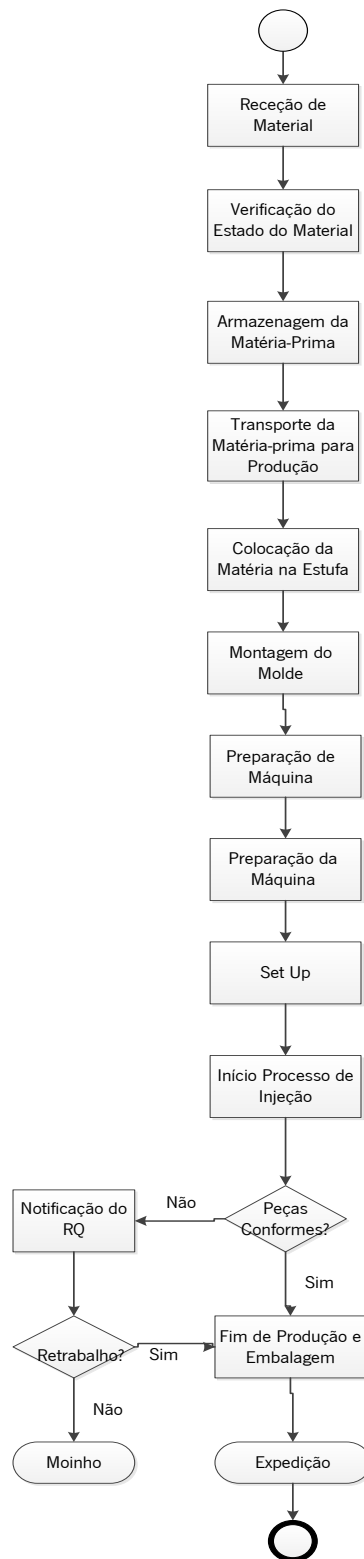 Receção de
Material
Verificação do
Estado do Material
Armazenagem da
Matéria-Prima
Transporte da
Matéria-prima para
Produção
Colocação da
Matéria na Estufa
Montagem do
Molde
Preparação de
Máquina
Preparação da
Máquina
Set Up
Início Processo de
Injeção
Peças
Conformes?
Não
Notificação do
RQ
Sim
Retrabalho?
Sim
Fim de Produção e
Embalagem
Não
Moinho
Expedição